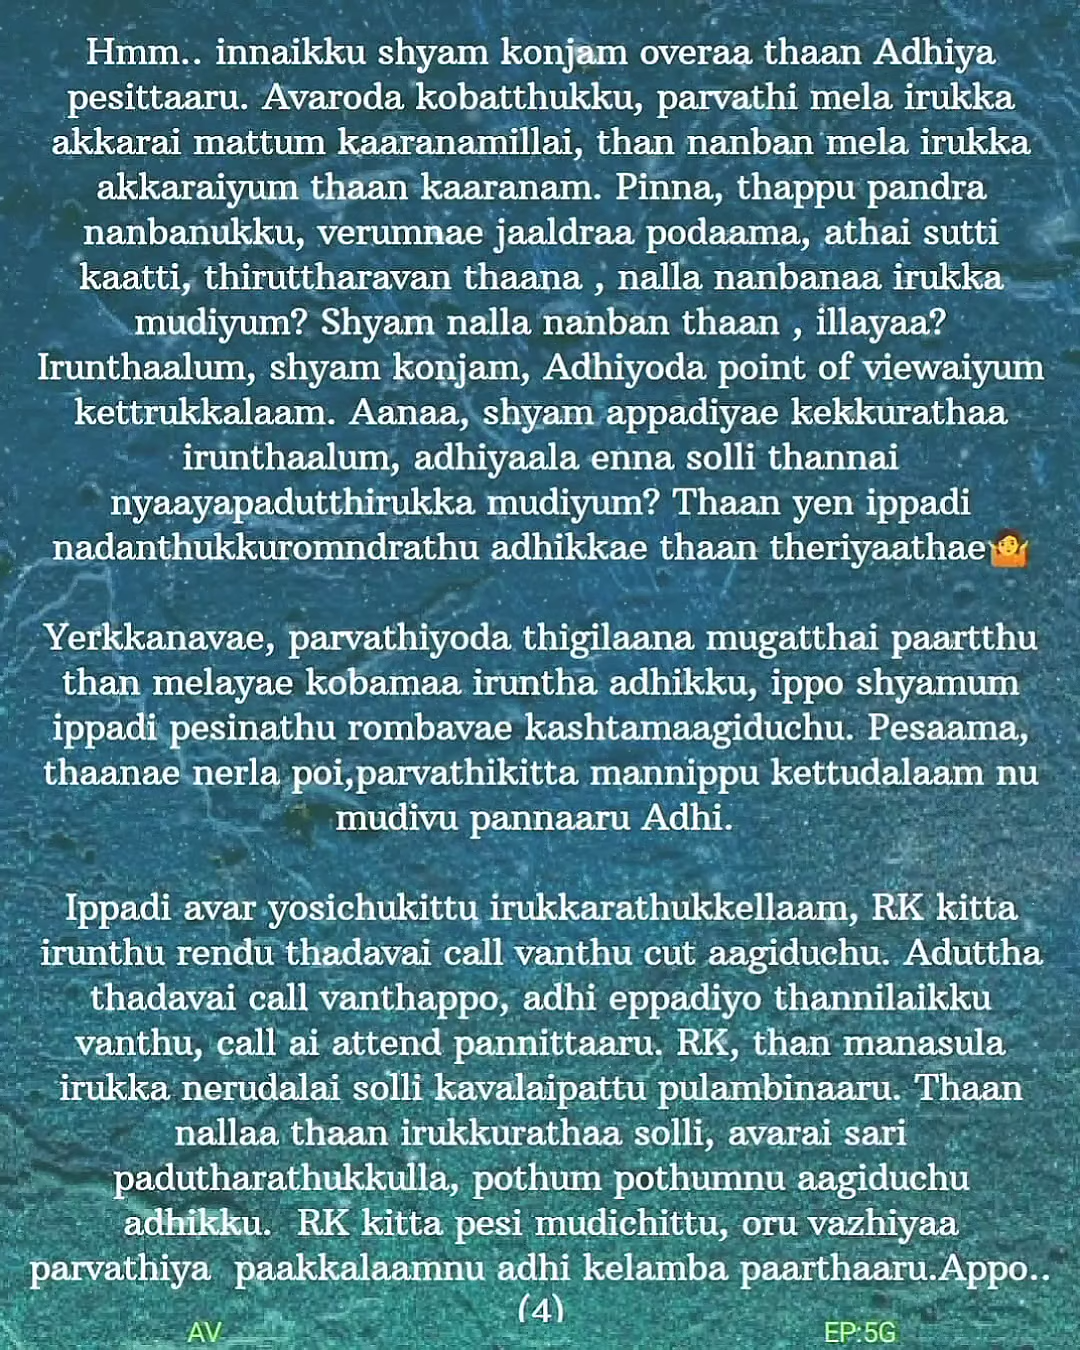 Hmm.. innaikku shyam konjam overaa thaan Adhiya
pesittaaru. Avaroda kobatthukku, parvathi mela irukka
akkarai mattum kaaranamillai, than nanban mela irukka
akkaraiyum thaan kaaranam. Pinna, thappu pandra
nanbanukku, verumnae jaaldraa podaama, athai sutti
kaatti, thiruttharavan thaana , nalla nanbanaa irukka
mudiyum? Shyam nalla nanban thaan , illayaa?
Irunthaalum, shyam konjam, Adhiyoda point of viewaiyum
kettrukkalaam. Aanaa, shyam appadiyae kekkurathaa
irunthaalum, adhiyaala enna solli thannai
nyaayapadutthirukka mudiyum? Thaan yen ippadi
nadanthukkuromndrathu adhikkae thaan theriyaathae🤷
Yerkkanavae, parvathiyoda thigilaana mugatthai paartthu
than melayae kobamaa iruntha adhikku, ippo shyamum
ippadi pesinathu rombavae kashtamaagiduchu. Pesaama,
thaanae nerla poi,parvathikitta mannippu kettudalaam nu
mudivu pannaaru Adhi.
Ippadi avar yosichukittu irukkarathukkellaam, RK kitta
irunthu rendu thadavai call vanthu cut aagiduchu. Aduttha
thadavai call vanthappo, adhi eppadiyo thannilaikku
vanthu, call ai attend pannittaaru. RK, than manasula
irukka nerudalai solli kavalaipattu pulambinaaru. Thaan
nallaa thaan irukkurathaa solli, avarai sari
padutharathukkulla, pothum pothumnu aagiduchu
adhikku.  RK kitta pesi mudichittu, oru vazhiyaa
parvathiya  paakkalaamnu adhi kelamba paarthaaru.Appo..
(4)
AV EP:5G